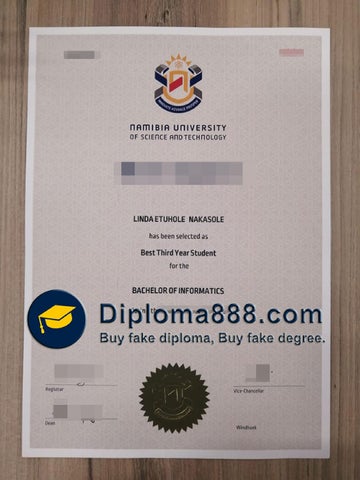 NAMIBIA UNIVERSITY
OF SCIENCE AND TECHNOLOGY
LINDA ETUHOLE NAKASOLE
has been selected as
Best Third Year Student
for the
BACHELOR OF INFORMATICS
Diploma888.com
Buy fake diploma, Buy fake degree.
Registrar
Vice-Chancellor
Dean
Windhoek